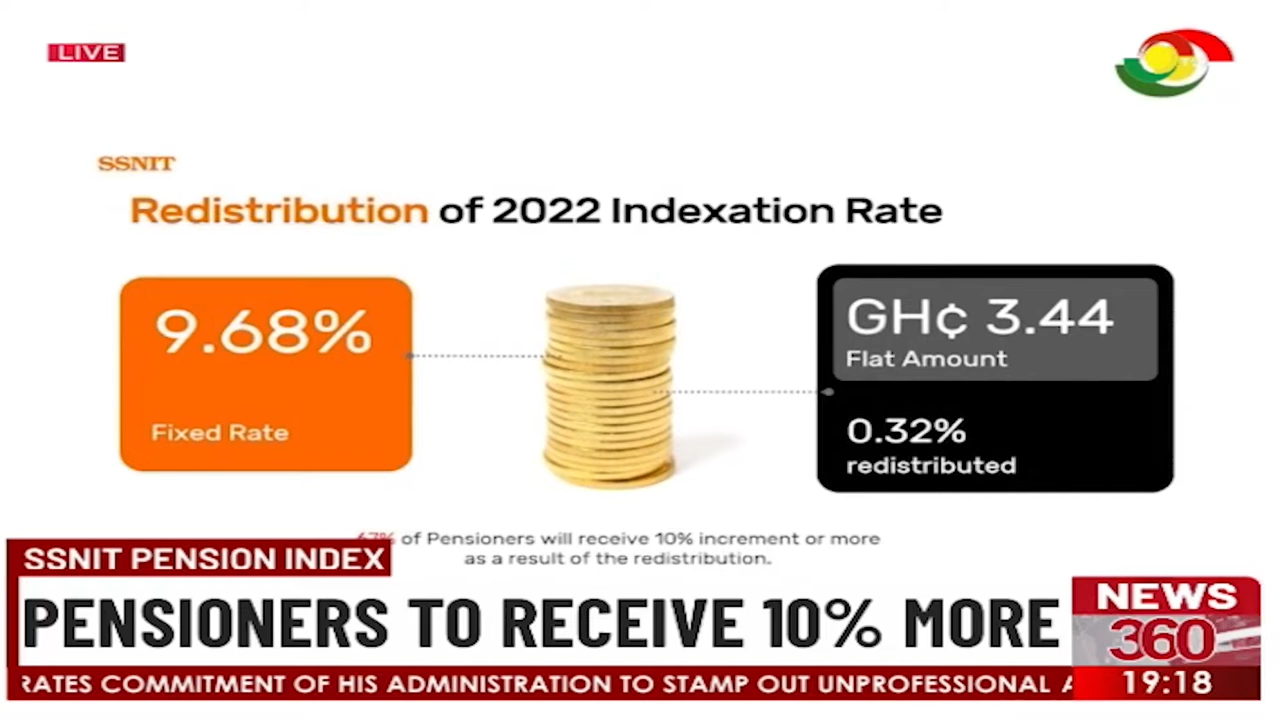 LIVE
SSNIT
Redistribution of 2022 Indexation Rate
9.68%
Fixed Rate
GH¢ 3.44
Flat Amount
0.32%
redistributed
67% of Pensioners will receive 10% increment or more
as a result of the redistribution.
SSNIT PENSION INDEX
PENSIONERS TO RECEIVE 10% MORE
NEWS
360
RATES COMMITMENT OF HIS ADMINISTRATION TO STAMP OUT UNPROFESSIONAL A
19:18